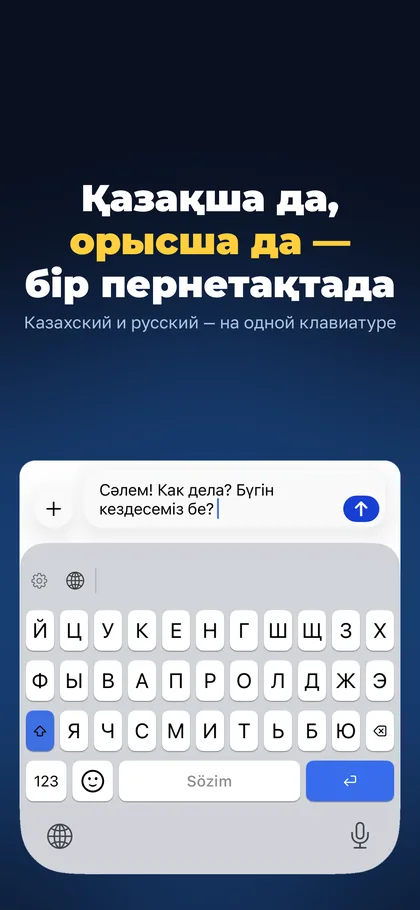 Қазақша да,
орысша да —
бір пернетақтада
Казахский и русский — на одной клавиатуре
Сәлем! Как дела? Бүгін
кездесеміз бе?
Й Ц У К Е Н Г Ш Щ З Х
Ф Ы В А П Р О Л Д Ж Э
Я Ч С М И Т Ь Б Ю
123 Sözim